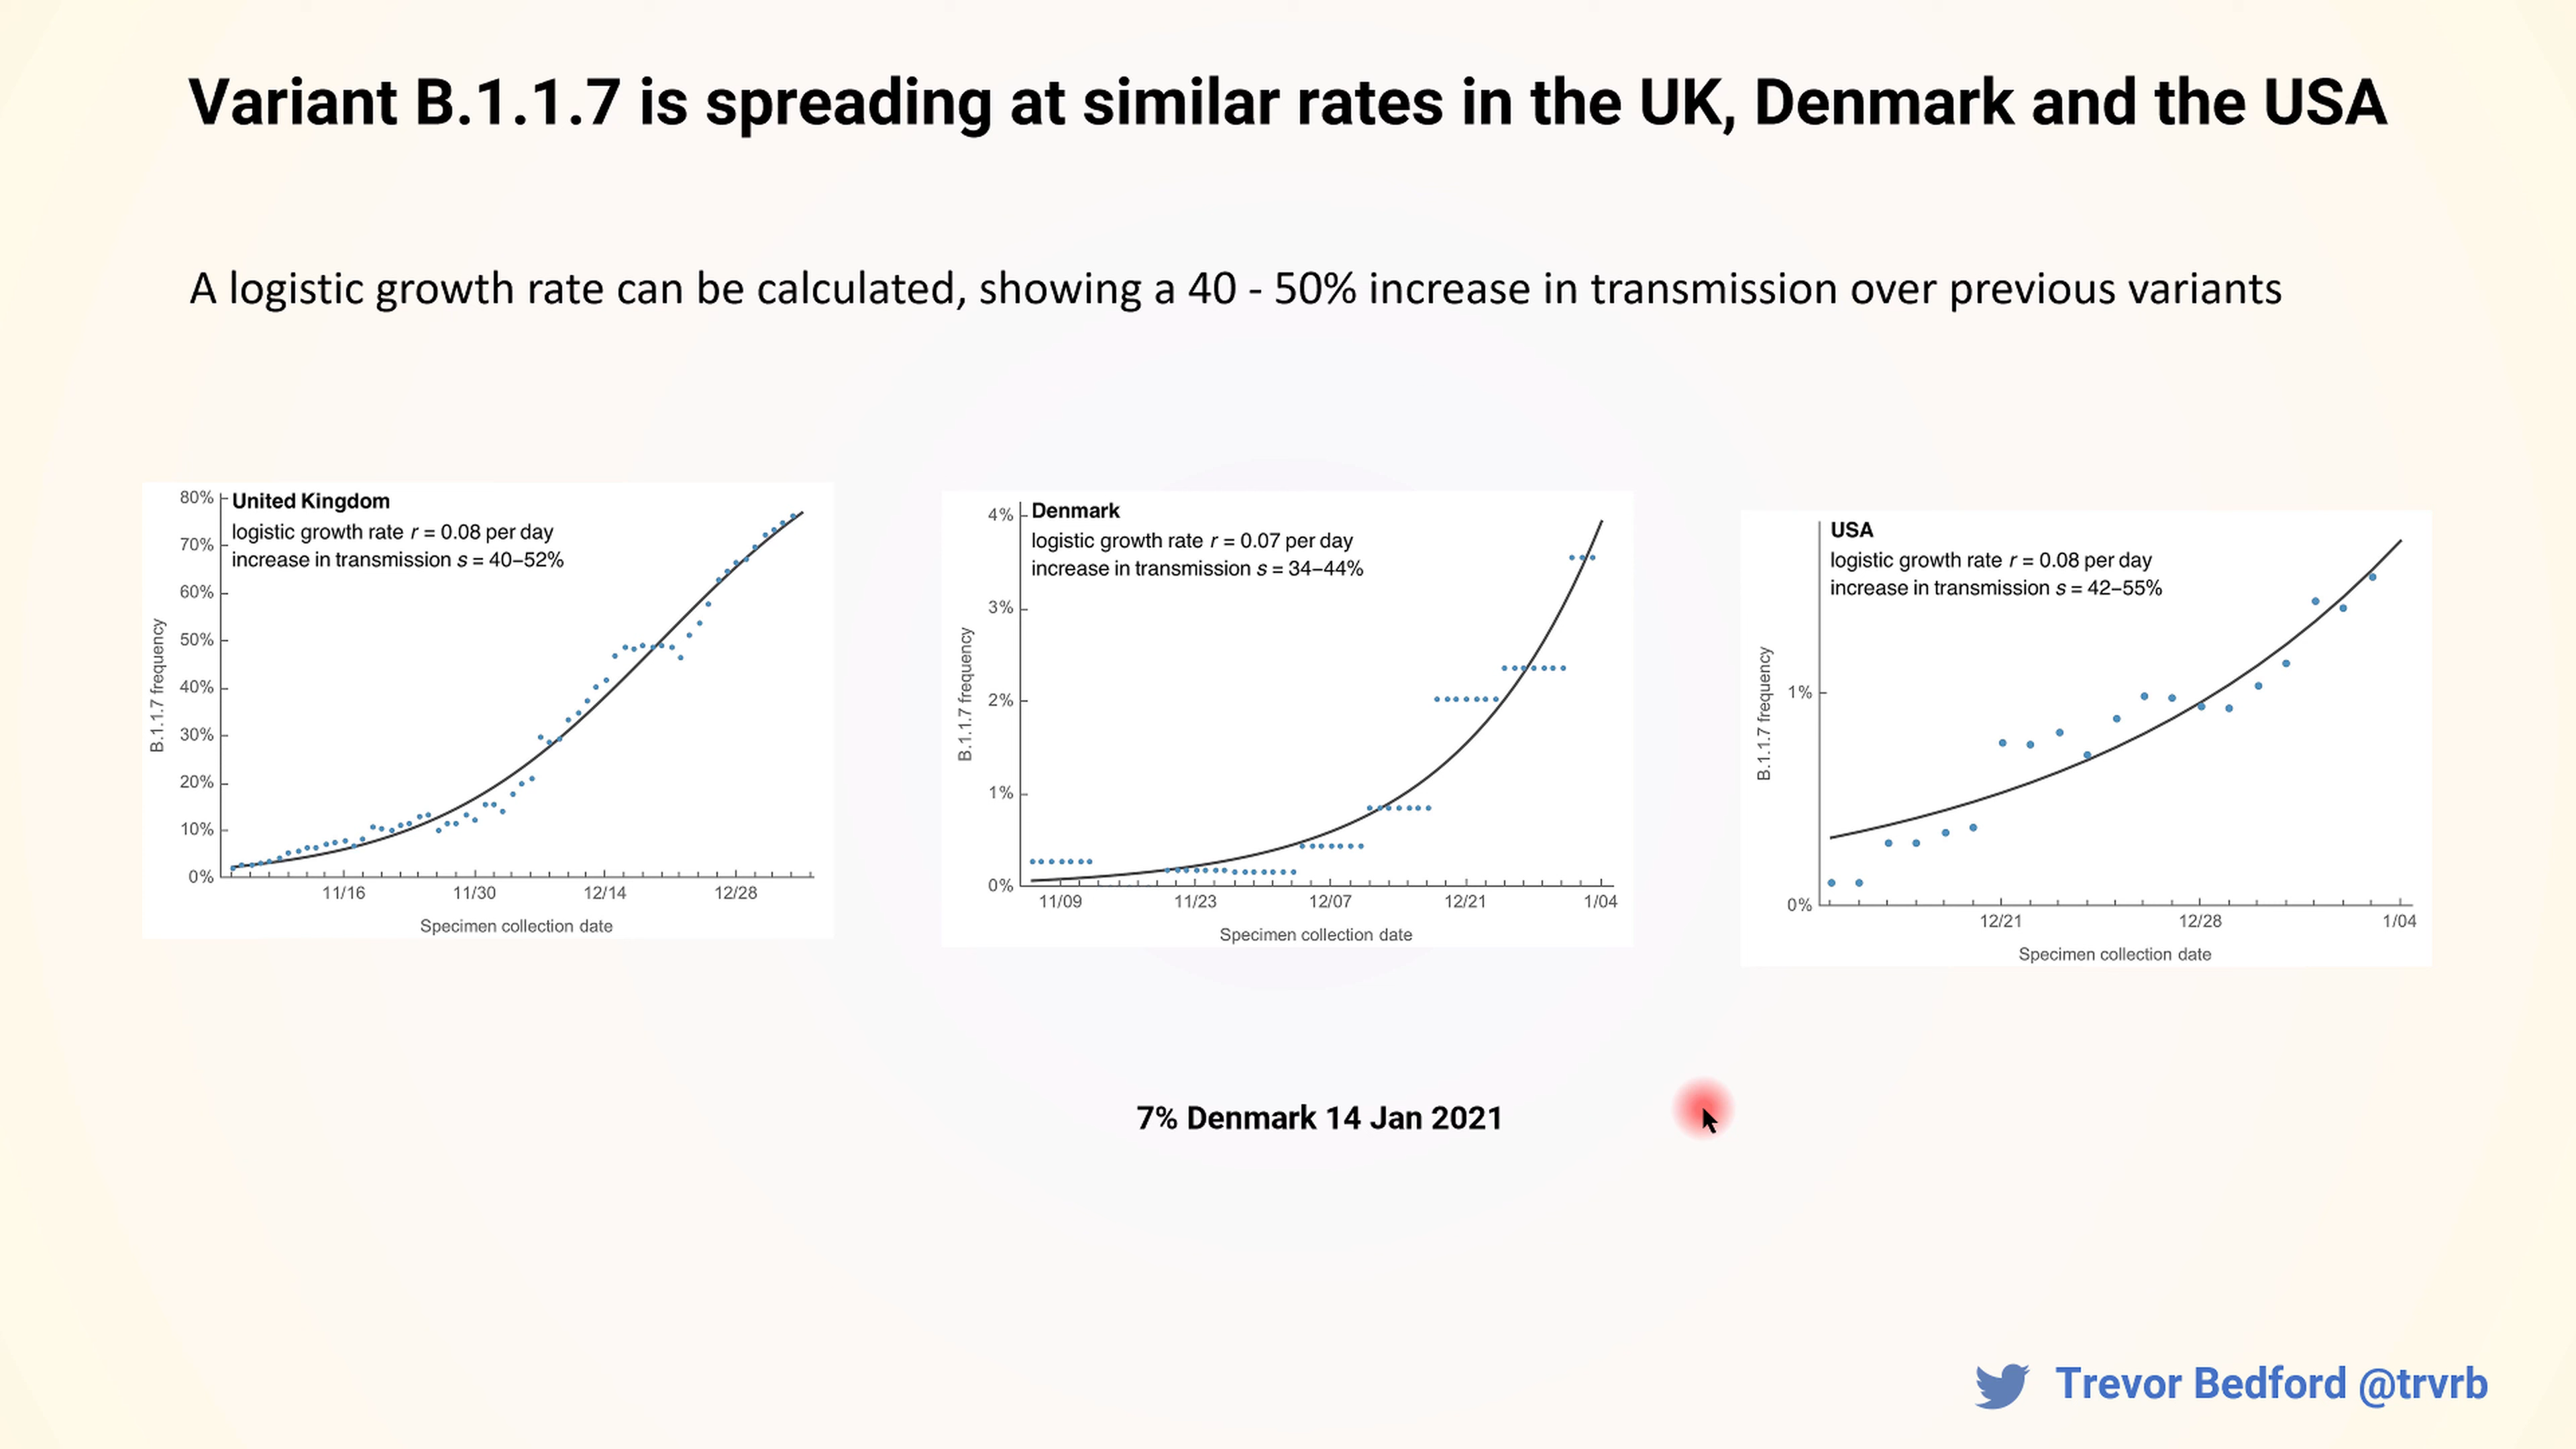 Variant B.1.1.7 is spreading at similar rates in the UK, Denmark and the USA
A logistic growth rate can be calculated, showing a 40 - 50% increase in transmission over previous variants
United Kingdom
logistic growth rate r = 0.08 per day
increase in transmission s = 40–52%
B.1.1.7 frequency
80%
70%
60%
50%
40%
30%
20%
10%
0%
11/16 11/30 12/14 12/28
Specimen collection date
Denmark
logistic growth rate r = 0.07 per day
increase in transmission s = 34–44%
B.1.1.7 frequency
4%
3%
2%
1%
0%
11/09 11/23 12/07 12/21 1/04
Specimen collection date
USA
logistic growth rate r = 0.08 per day
increase in transmission s = 42–55%
B.1.1.7 frequency
1%
0%
12/21 12/28 1/04
Specimen collection date
7% Denmark 14 Jan 2021
Trevor Bedford @trvrb